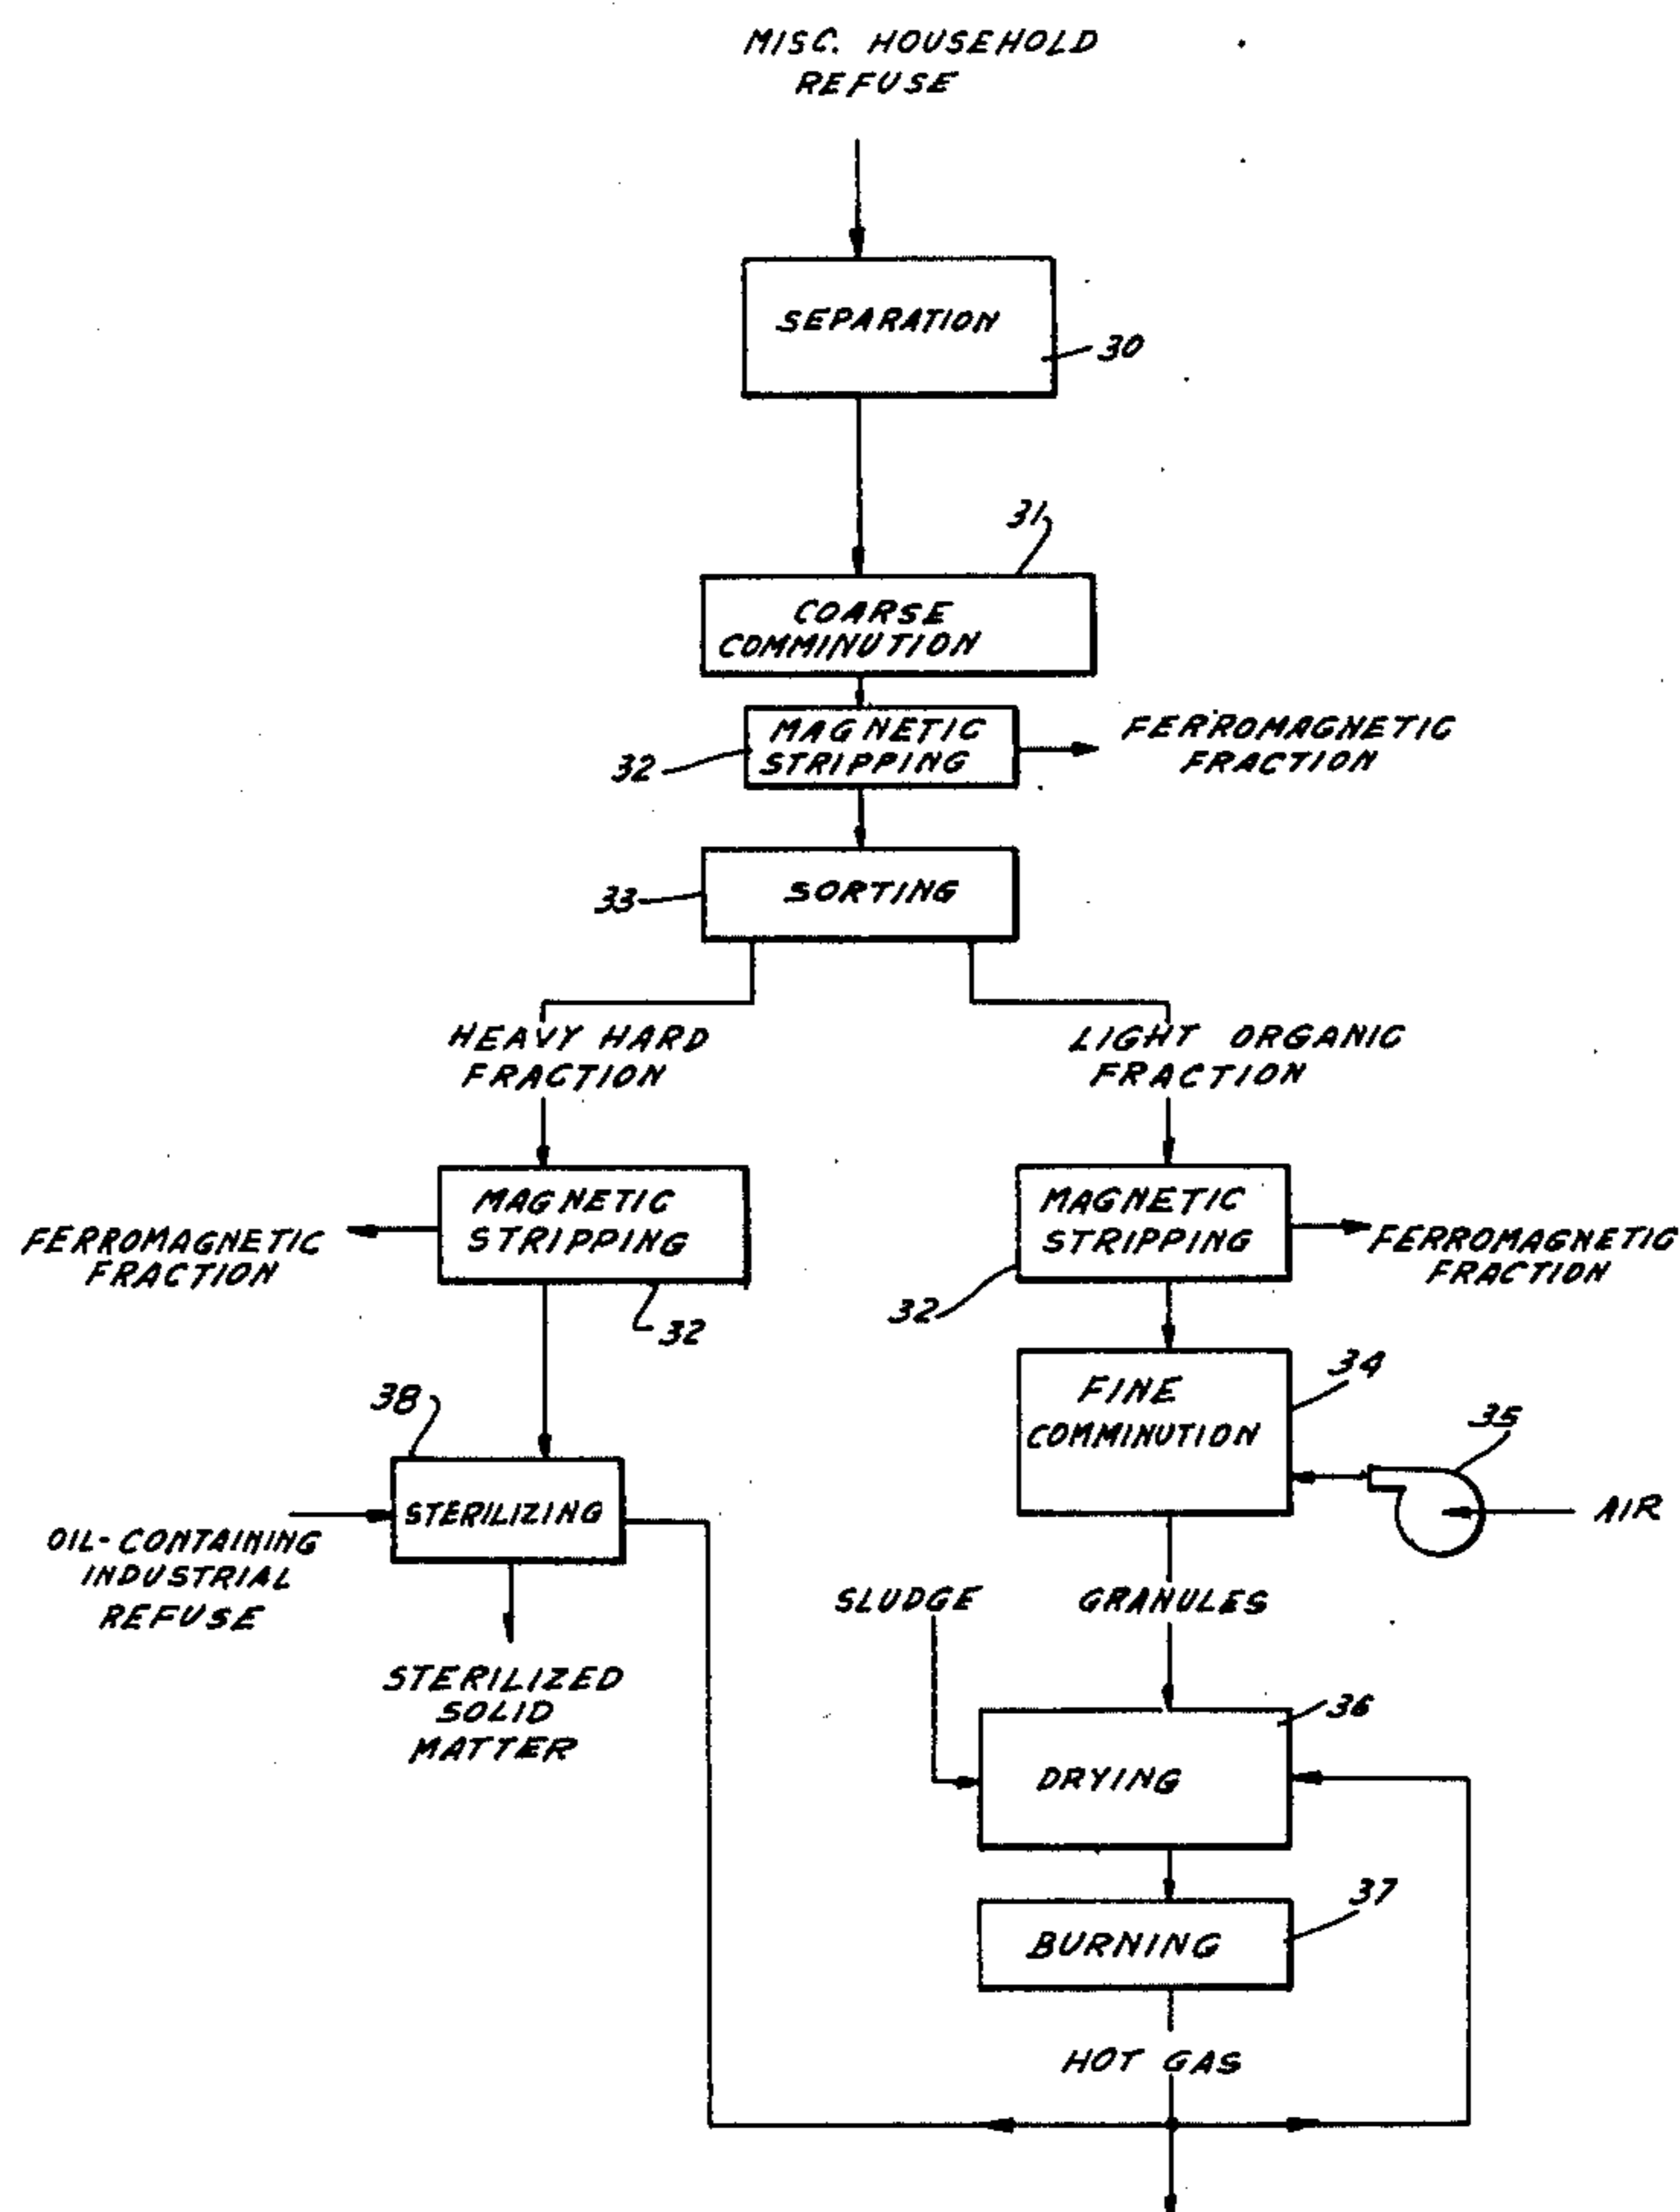 MISC. HOUSEHOLD
REFUSE
SEPARATION
30
31
COARSE
COMMINUTION
MAGNETIC
STRIPPING
32
FERROMAGNETIC
FRACTION
SORTING
33
HEAVY HARD
FRACTION
LIGHT ORGANIC
FRACTION
MAGNETIC
STRIPPING
FERROMAGNETIC
FRACTION
32
MAGNETIC
STRIPPING
FERROMAGNETIC
FRACTION
32
38
STERILIZING
OIL-CONTAINING
INDUSTRIAL
REFUSE
STERILIZED
SOLID
MATTER
34
FINE
COMMINUTION
35
AIR
SLUDGE
GRANULES
36
DRYING
37
BURNING
HOT GAS